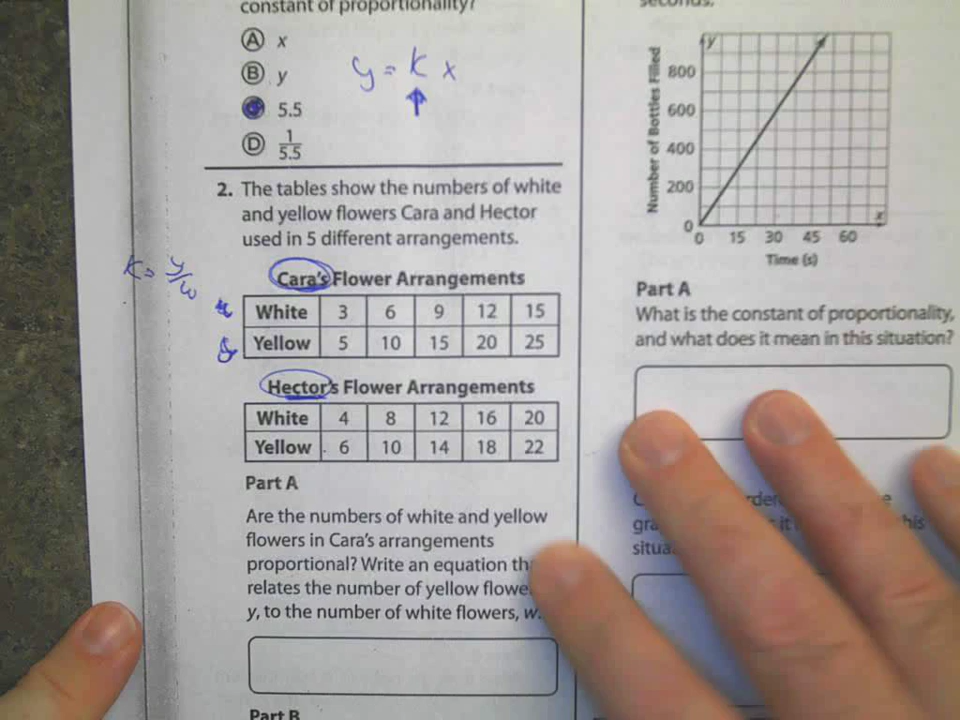 constant of proportionality?
A x
B y
5.5
D 1/5.5
y = k x
2. The tables show the numbers of white
and yellow flowers Cara and Hector
used in 5 different arrangements.
k = y/w
Cara's Flower Arrangements
White 3 6 9 12 15
Yellow 5 10 15 20 25
Hector's Flower Arrangements
White 4 8 12 16 20
Yellow 6 10 14 18 22
Part A
Are the numbers of white and yellow
flowers in Cara's arrangements
proportional? Write an equation
relates the number of yellow
y, to the number of white flowers, w.
Part B
seconds.
y
Number of Bottles Filled
800
600
400
200
0
0 15 30 45 60
x
Time (s)
Part A
What is the constant of proportionality,
and what does it mean in this situation?